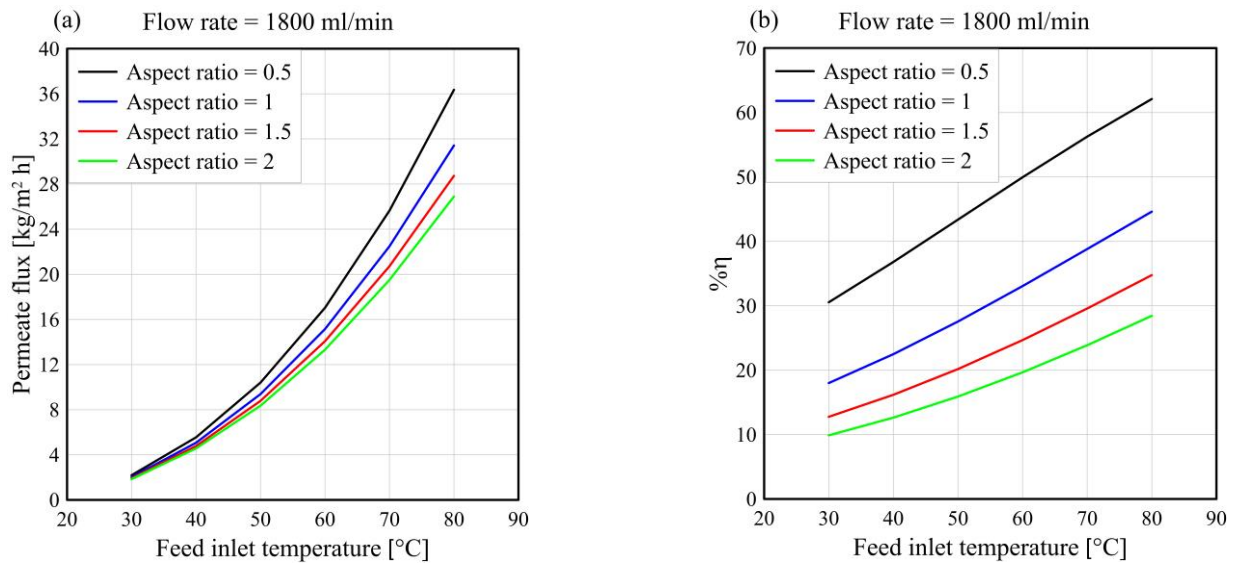 (a)
Flow rate = 1800 ml/min
Permeate flux [kg/m² h]
40
36
32
28
24
20
16
12
8
4
0
Aspect ratio = 0.5
Aspect ratio = 1
Aspect ratio = 1.5
Aspect ratio = 2
20 30 40 50 60 70 80 90
Feed inlet temperature [°C]
(b)
Flow rate = 1800 ml/min
%η
70
60
50
40
30
20
10
0
Aspect ratio = 0.5
Aspect ratio = 1
Aspect ratio = 1.5
Aspect ratio = 2
20 30 40 50 60 70 80 90
Feed inlet temperature [°C]